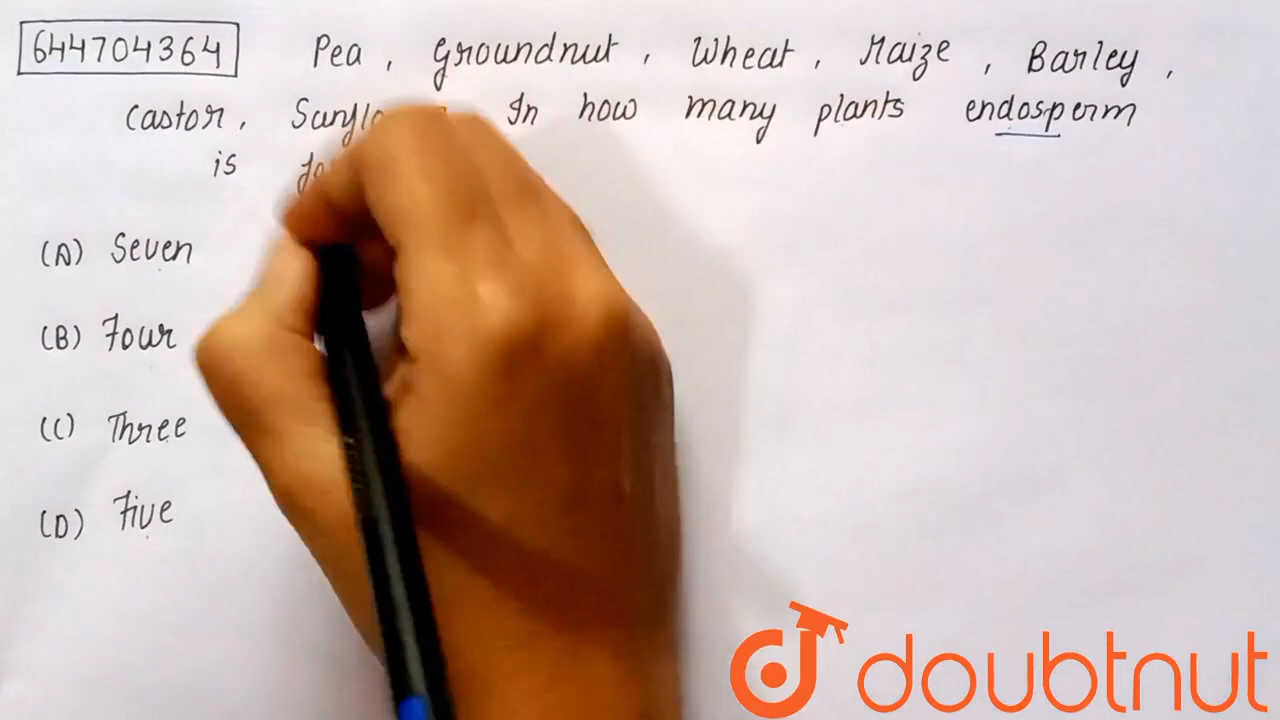 644704364 Pea, Groundnut, Wheat, Maize, Barley,
Castor, In how many plants endosperm
is
(A) Seven
(B) Four
(C) Three
(D) Five
doubtnut